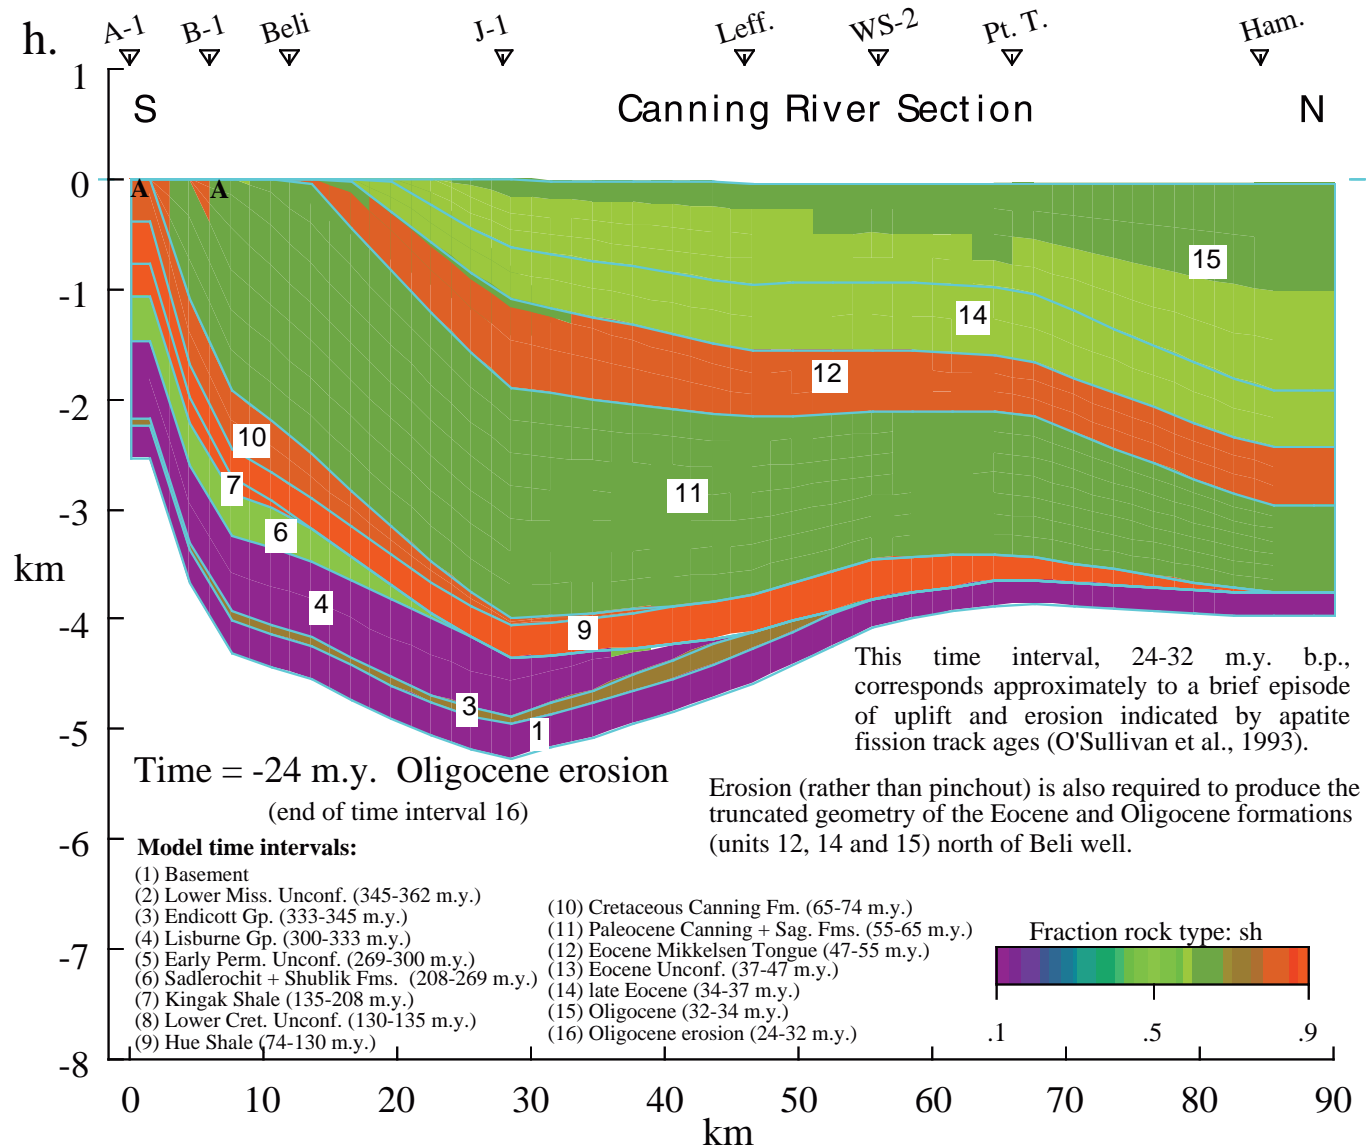 h.
A-1 B-1 Beli J-1 Leff. WS-2 Pt. T. Ham.
1
S Canning River Section N
0
A A
15
-1
14
12
-2
10
7
11
-3
6
km
4
9
-4
3
1
-5
This time interval, 24-32 m.y. b.p.,
corresponds approximately to a brief episode
of uplift and erosion indicated by apatite
fission track ages (O'Sullivan et al., 1993).
Time = -24 m.y. Oligocene erosion
(end of time interval 16)
Erosion (rather than pinchout) is also required to produce the
truncated geometry of the Eocene and Oligocene formations
(units 12, 14 and 15) north of Beli well.
-6
Model time intervals:
(1) Basement
(2) Lower Miss. Unconf. (345-362 m.y.)
(3) Endicott Gp. (333-345 m.y.)
(4) Lisburne Gp. (300-333 m.y.)
(5) Early Perm. Unconf. (269-300 m.y.)
(6) Sadlerochit + Shublik Fms. (208-269 m.y.)
(7) Kingak Shale (135-208 m.y.)
(8) Lower Cret. Unconf. (130-135 m.y.)
(9) Hue Shale (74-130 m.y.)
(10) Cretaceous Canning Fm. (65-74 m.y.)
(11) Paleocene Canning + Sag. Fms. (55-65 m.y.)
(12) Eocene Mikkelsen Tongue (47-55 m.y.)
(13) Eocene Unconf. (37-47 m.y.)
(14) late Eocene (34-37 m.y.)
(15) Oligocene (32-34 m.y.)
(16) Oligocene erosion (24-32 m.y.)
Fraction rock type: sh
.1 .5 .9
-7
-8
0 10 20 30 40 50 60 70 80 90
km